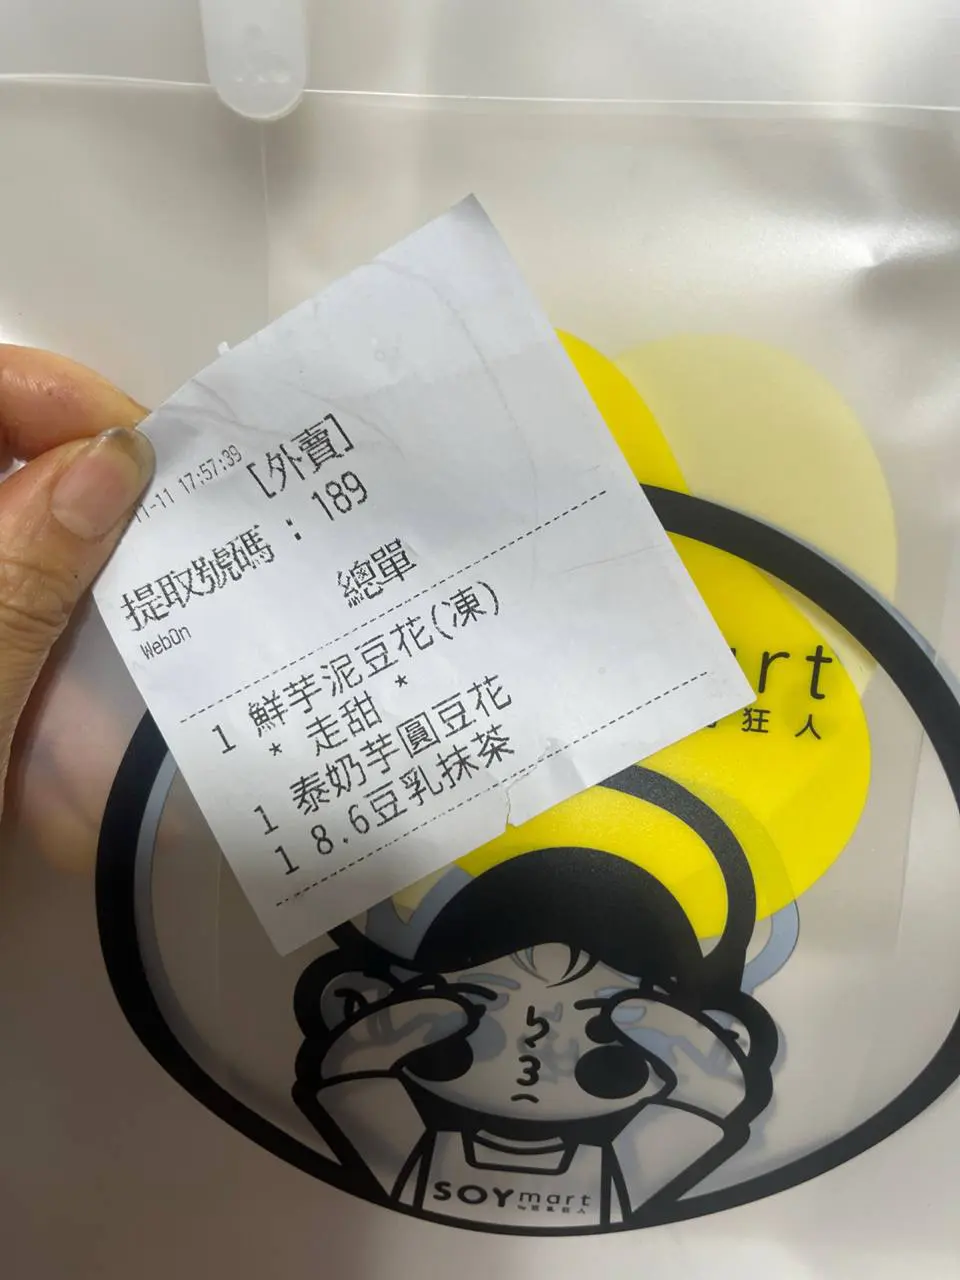 11-11 17:57:39
[外賣]
提取號碼 : 189
WebOn
總單
1 鮮芋泥豆花(凍)
* 走甜 *
1 泰奶芋圓豆花
1 8.6豆乳抹茶
art
狂人
SOYmart